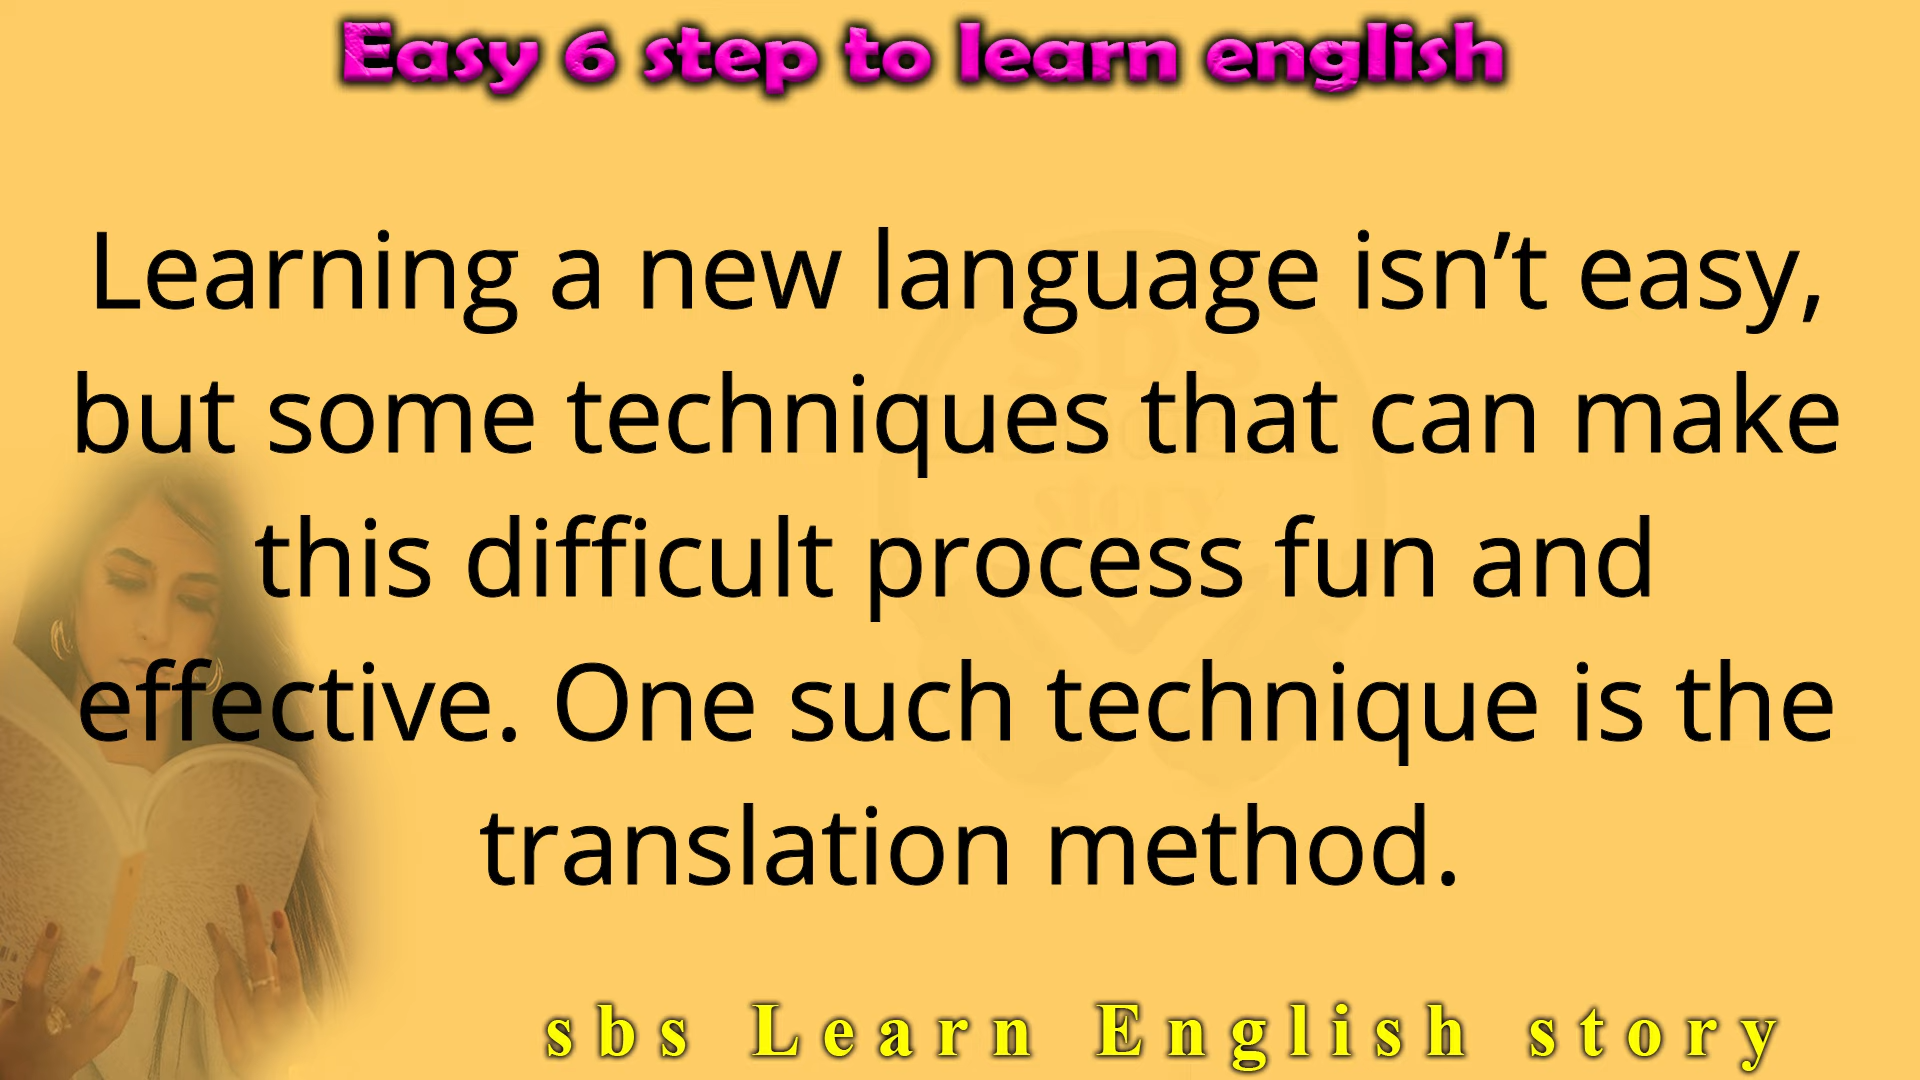 Easy 6 step to learn english
Learning a new language isn’t easy,
but some techniques that can make
this difficult process fun and
effective. One such technique is the
translation method.
sbs Learn English story